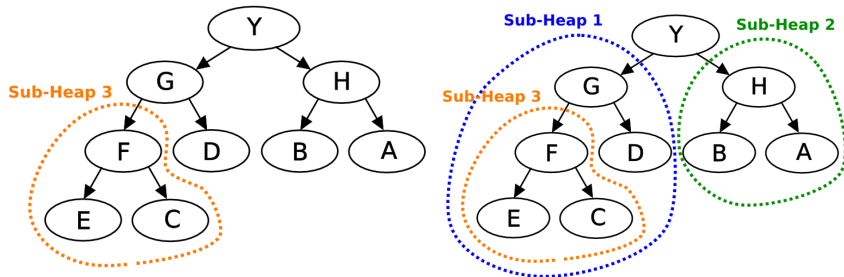 Y
G H
Sub-Heap 3
F D B A
E C
Sub-Heap 1
Sub-Heap 2
Y
G H
Sub-Heap 3
F D B A
E C